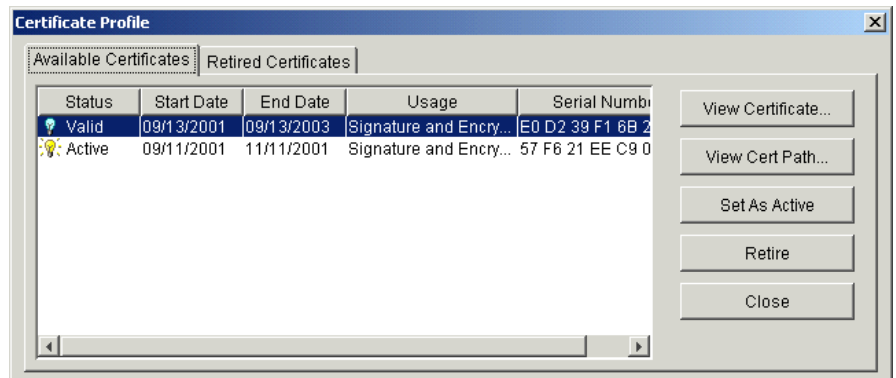 Certificate Profile
Available Certificates Retired Certificates
Status Start Date End Date Usage Serial Numb
Valid 09/13/2001 09/13/2003 Signature and Encry... E0 D2 39 F1 6B 2
Active 09/11/2001 11/11/2001 Signature and Encry... 57 F6 21 EE C9 0
View Certificate...
View Cert Path...
Set As Active
Retire
Close